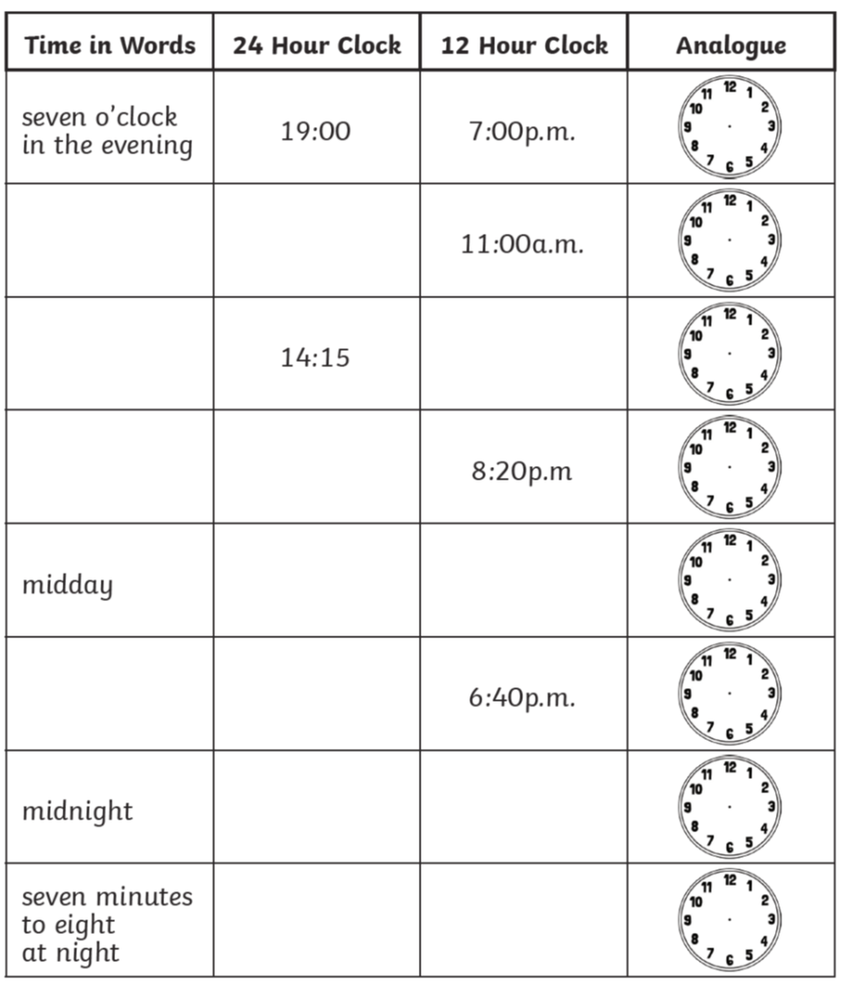 Time in Words 24 Hour Clock 12 Hour Clock Analogue
seven o’clock
in the evening
19:00 7:00p.m.
12 1 2 3 4 5 6 7 8 9 10 11
11:00a.m.
12 1 2 3 4 5 6 7 8 9 10 11
14:15
12 1 2 3 4 5 6 7 8 9 10 11
8:20p.m
12 1 2 3 4 5 6 7 8 9 10 11
midday
12 1 2 3 4 5 6 7 8 9 10 11
6:40p.m.
12 1 2 3 4 5 6 7 8 9 10 11
midnight
12 1 2 3 4 5 6 7 8 9 10 11
seven minutes
to eight
at night
12 1 2 3 4 5 6 7 8 9 10 11